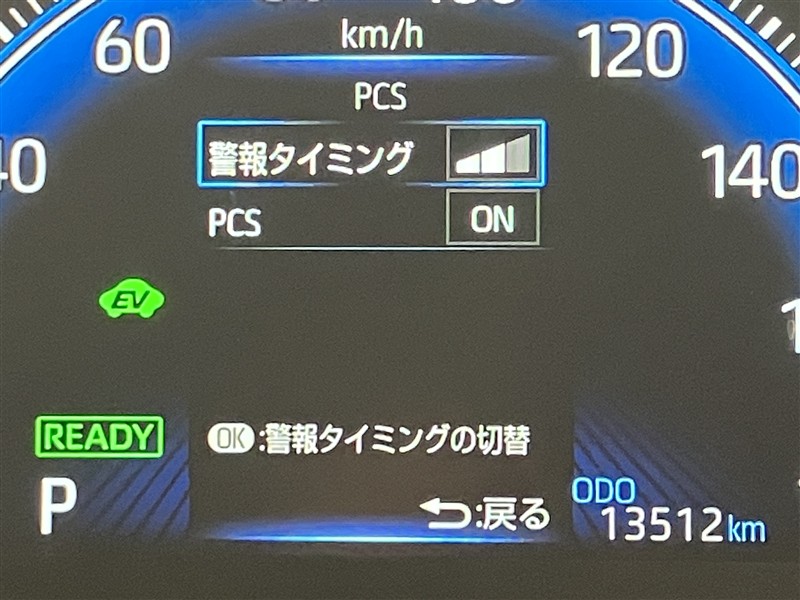 60
km/h
120
PCS
警報タイミング
140
PCS ON
EV
READY
OK:警報タイミングの切替
P
:戻る
ODO
13512km